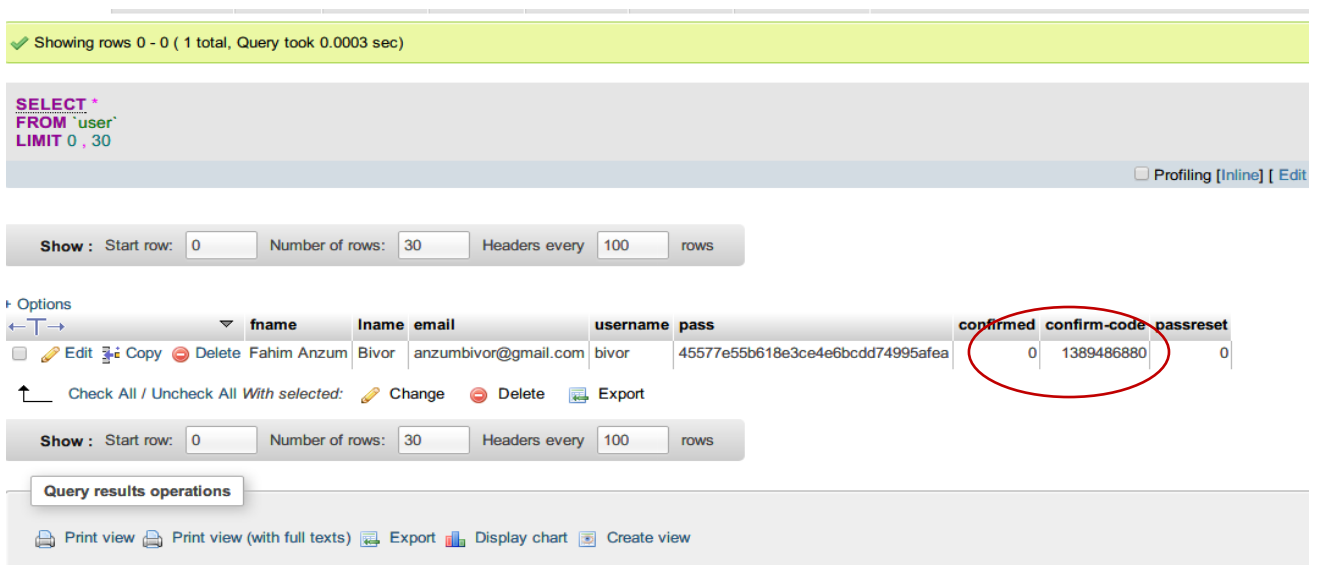 Showing rows 0 - 0 ( 1 total, Query took 0.0003 sec)
SELECT *
FROM `user`
LIMIT 0 , 30
Profiling [Inline] [ Edit
Show : Start row: 0 Number of rows: 30 Headers every 100 rows
+ Options
←T→ fname lname email username pass confirmed confirm-code passreset
Edit Copy Delete Fahim Anzum Bivor anzumbivor@gmail.com bivor 45577e55b618e3ce4e6bcdd74995afea 0 1389486880 0
Check All / Uncheck All With selected: Change Delete Export
Show : Start row: 0 Number of rows: 30 Headers every 100 rows
Query results operations
Print view Print view (with full texts) Export Display chart Create view